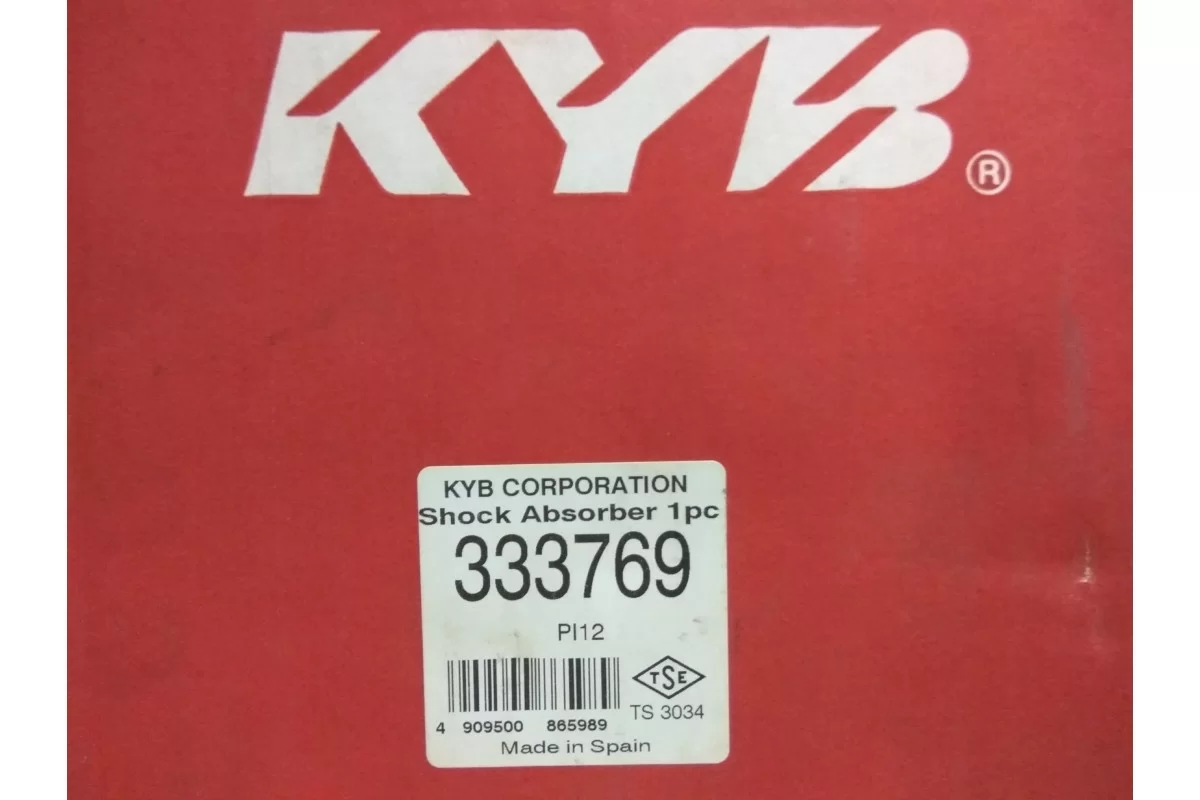 KYB®
KYB CORPORATION
Shock Absorber 1pc
333769
PI12
TSE
TS 3034
4 909500 865989
Made in Spain